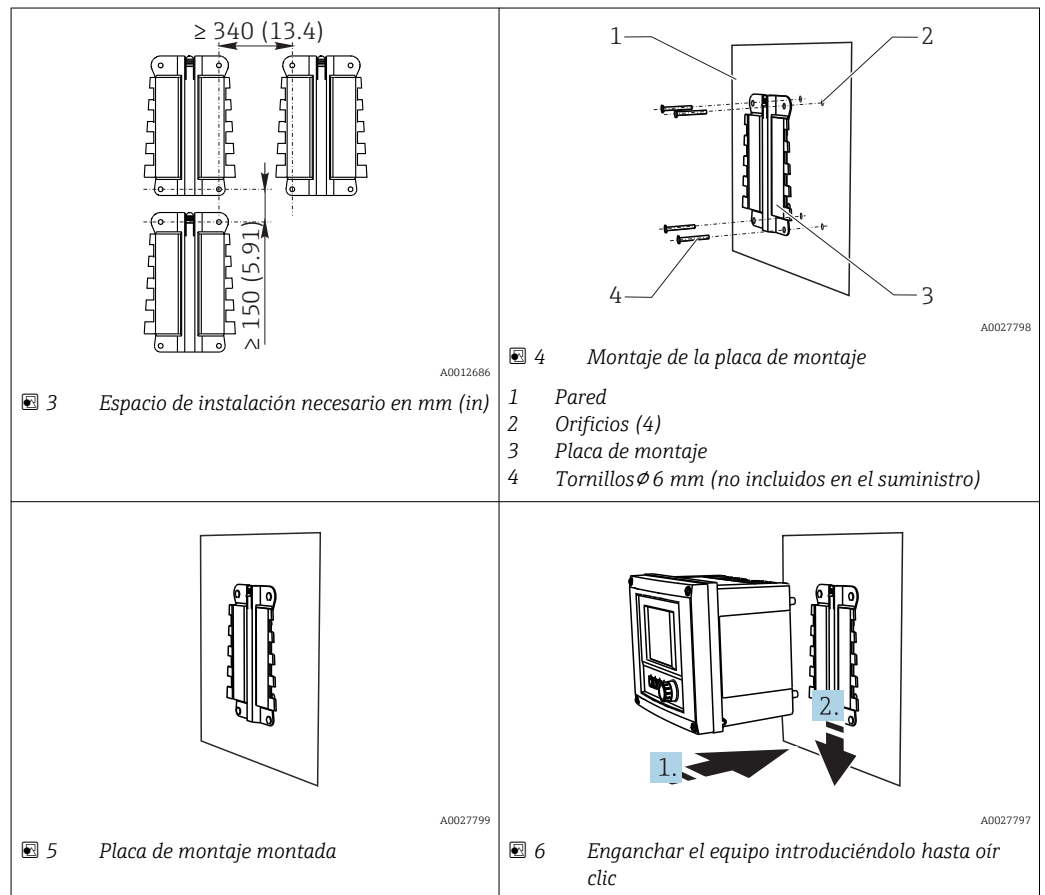 ≥ 340 (13.4)
≥ 150 (5.91)
A0012686
3 Espacio de instalación necesario en mm (in)
1
2
3
4
A0027798
4 Montaje de la placa de montaje
1 Pared
2 Orificios (4)
3 Placa de montaje
4 Tornillos ∅ 6 mm (no incluidos en el suministro)
A0027799
5 Placa de montaje montada
1.
2.
A0027797
6 Enganchar el equipo introduciéndolo hasta oír
clic